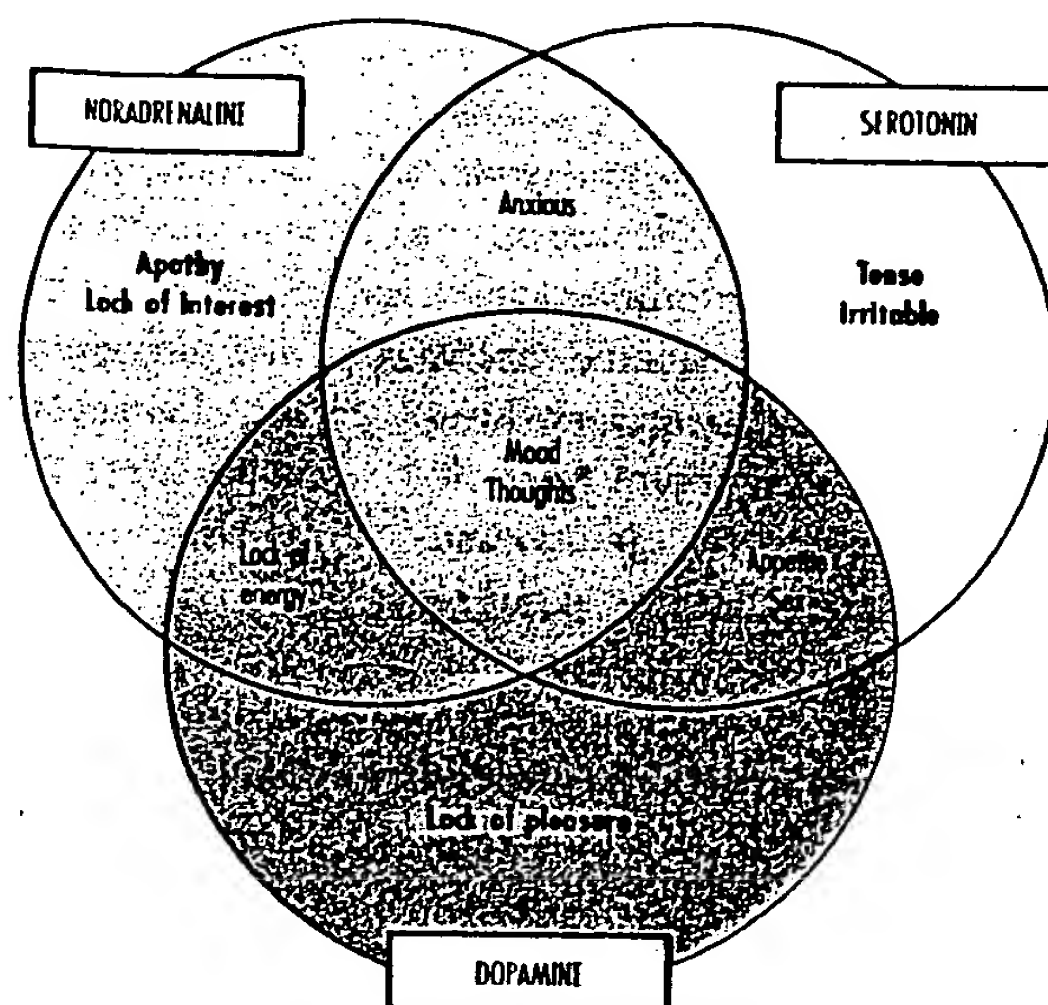 NORADRENALINE
SEROTONIN
Anxious
Apathy
Lack of Interest
Tense
Irritable
Mood
Thoughts
Lack of
energy
Appetite
Sex
Lack of pleasure
DOPAMINE